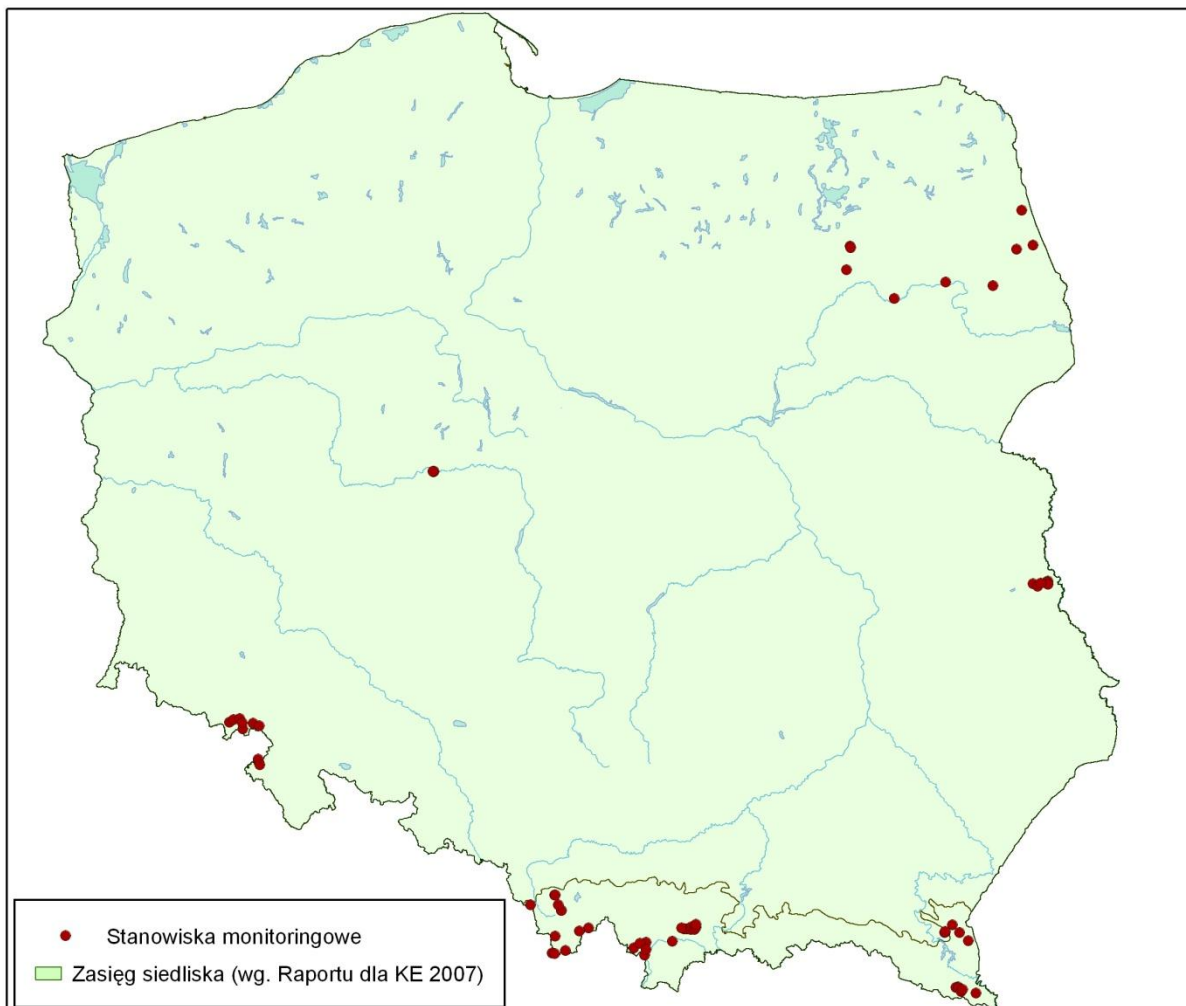 Stanowiska monitoringowe
Zasięg siedliska (wg. Raportu dla KE 2007)